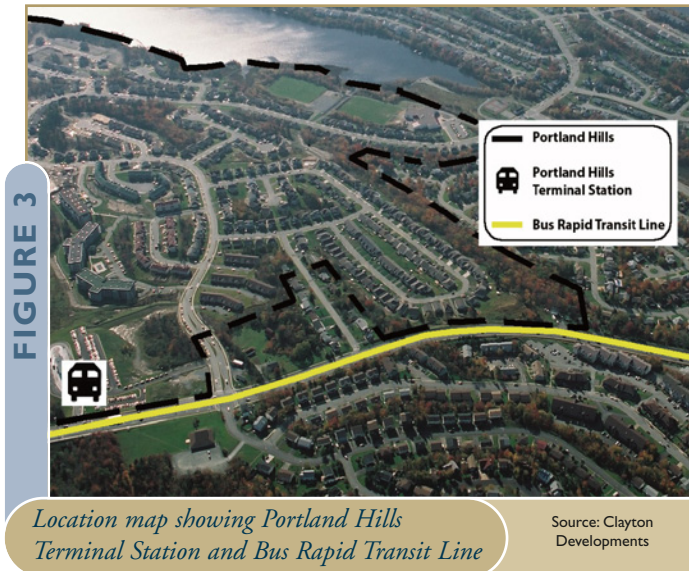 Portland Hills
Portland Hills
Terminal Station
Bus Rapid Transit Line
FIGURE 3
Location map showing Portland Hills
Terminal Station and Bus Rapid Transit Line
Source: Clayton
Developments